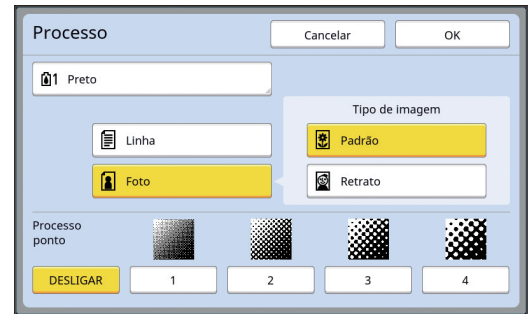 Processo
Cancelar
OK
1 Preto
Tipo de imagem
Linha
Padrão
Foto
Retrato
Processo
ponto
DESLIGAR
1
2
3
4